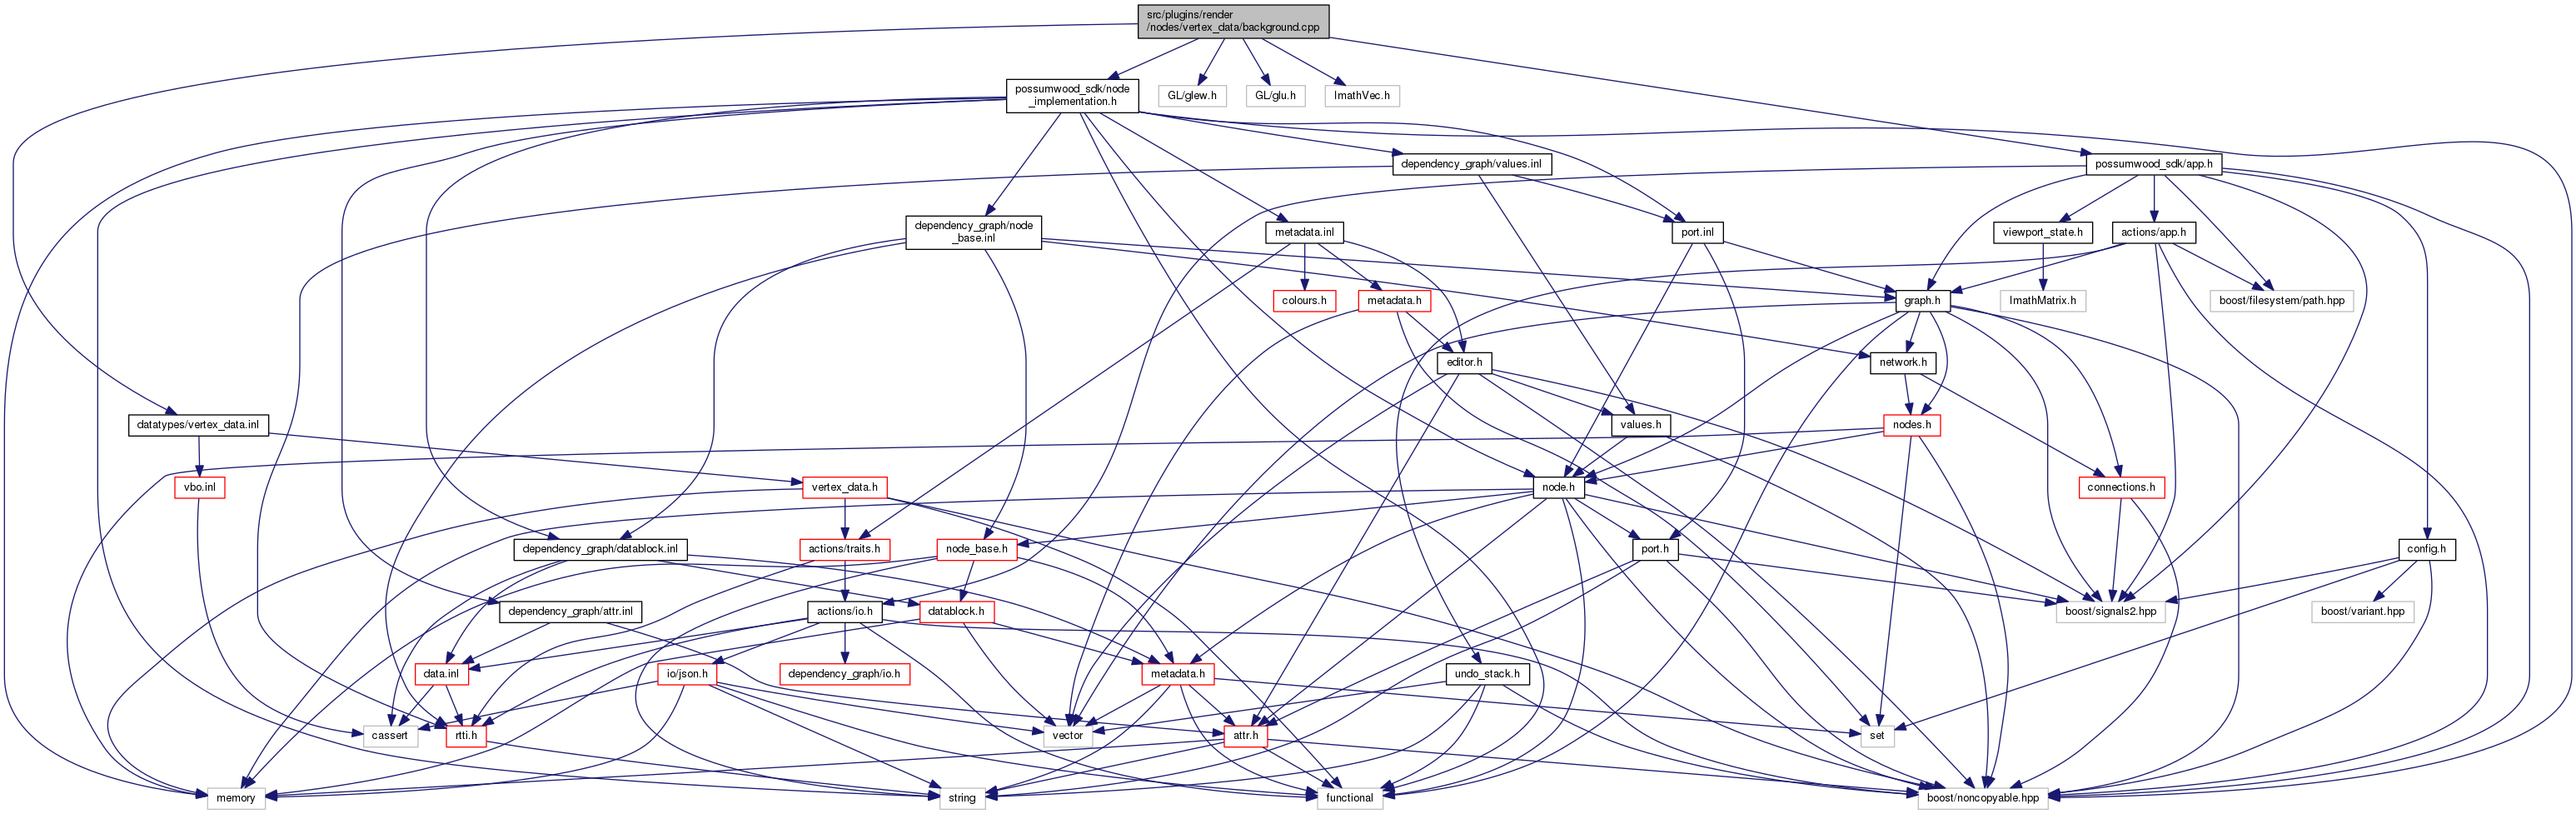 src/plugins/render
/nodes/vertex_data/background.cpp
possumwood_sdk/node
_implementation.h
GL/glew.h
GL/glu.h
ImathVec.h
dependency_graph/values.inl
possumwood_sdk/app.h
dependency_graph/node
_base.inl
metadata.inl
port.inl
viewport_state.h
actions/app.h
colours.h
metadata.h
graph.h
ImathMatrix.h
boost/filesystem/path.hpp
editor.h
network.h
datatypes/vertex_data.inl
values.h
nodes.h
vbo.inl
vertex_data.h
node.h
connections.h
dependency_graph/datablock.inl
actions/traits.h
node_base.h
port.h
config.h
dependency_graph/attr.inl
actions/io.h
datablock.h
boost/signals2.hpp
boost/variant.hpp
data.inl
io/json.h
dependency_graph/io.h
metadata.h
undo_stack.h
cassert
rtti.h
vector
attr.h
set
memory
string
functional
boost/noncopyable.hpp